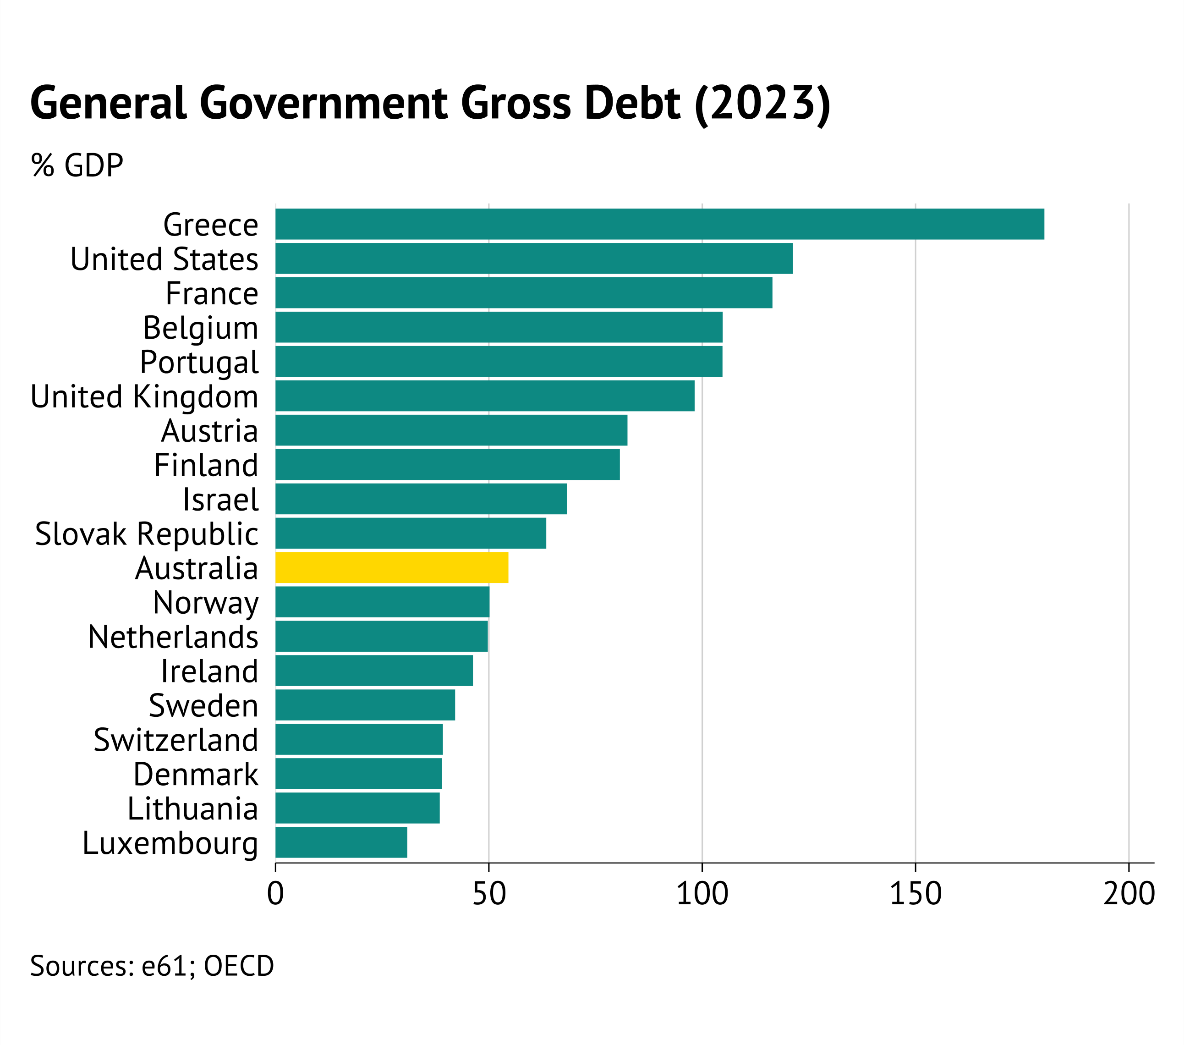 General Government Gross Debt (2023)
% GDP
Greece
United States
France
Belgium
Portugal
United Kingdom
Austria
Finland
Israel
Slovak Republic
Australia
Norway
Netherlands
Ireland
Sweden
Switzerland
Denmark
Lithuania
Luxembourg
0 50 100 150 200
Sources: e61; OECD